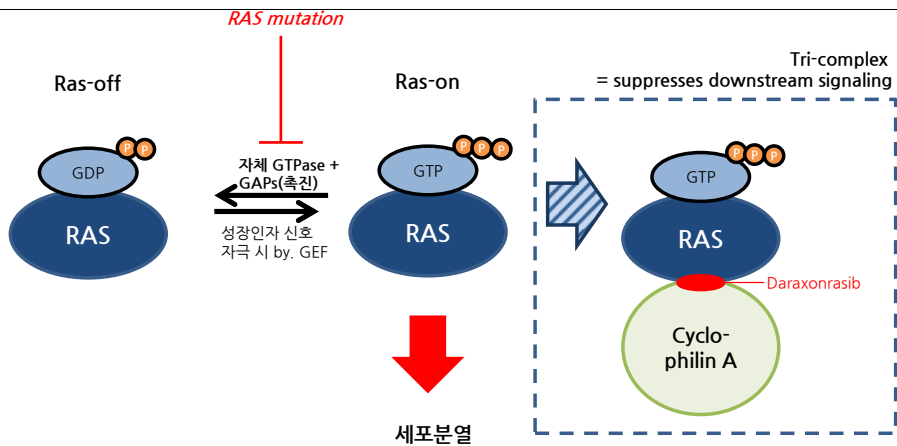 RAS mutation
Tri-complex
= suppresses downstream signaling
Ras-off
Ras-on
P P
GDP
RAS
자체 GTPase +
GAPs(촉진)
성장인자 신호
자극 시 by. GEF
P P P
GTP
RAS
P P P
GTP
RAS
Daraxonrasib
Cyclo-
philin A
세포분열